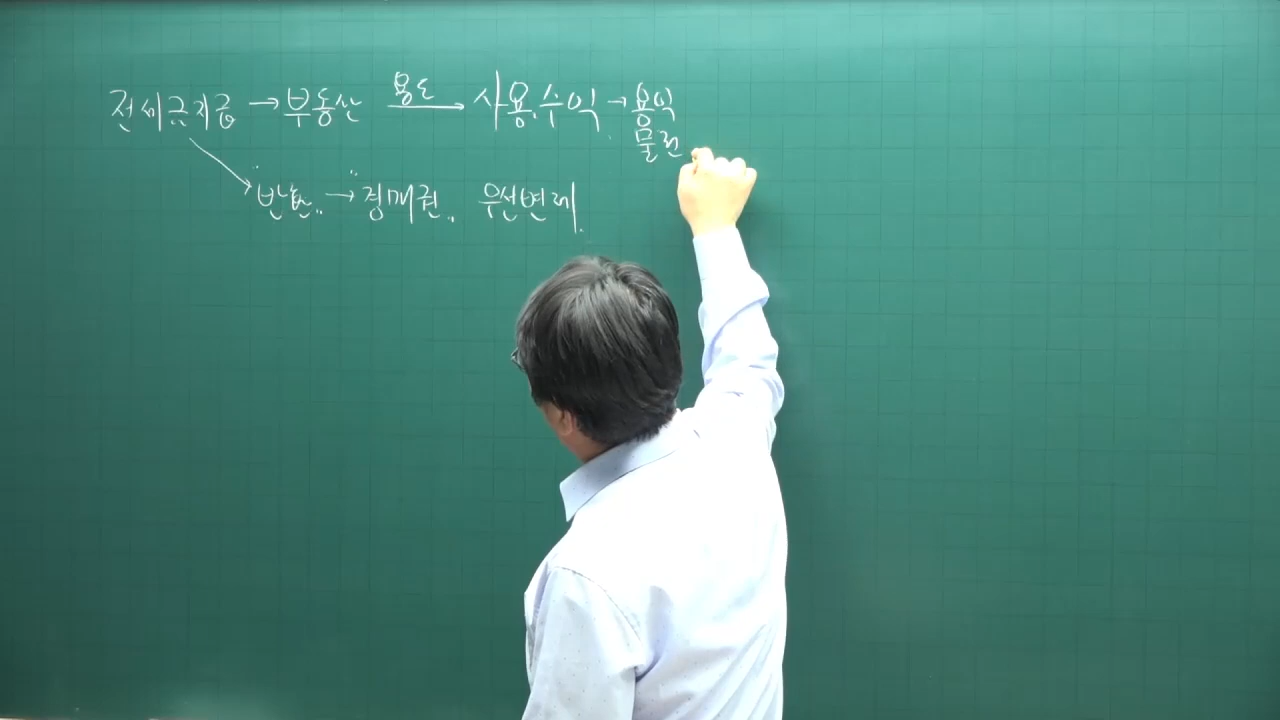 전세금지급 → 부동산 용도 → 사용.수익 → 용익
물권
반환 → 경매권 우선변제.